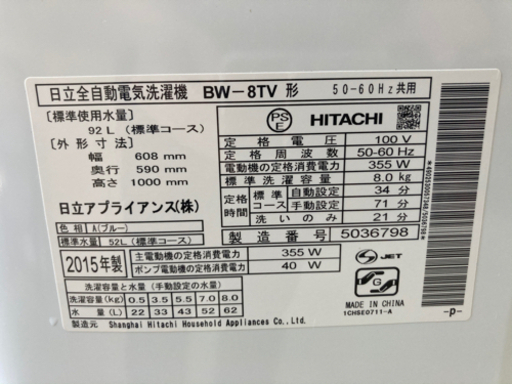 日立全自動電気洗濯機 BW-8TV 形 50-60Hz共用
[標準使用水量]
92L (標準コース)
[外形寸法]
幅 608 mm
奥行 590 mm
高さ 1000 mm
日立アプライアンス(株)
色相 A(ブルー)
標準水量 52L (標準コース)
PSE HITACHI
定格電圧 100V
定格周波数 50-60 Hz
電動機の定格消費電力 355 W
標準洗濯容量 8.0kg
定格時間 標準コース 自動設定 34 分
手動設定 71 分
洗いのみ 21 分
製造番号 5036798
2015年製
主電動機の定格消費電力 355 W
ポンプ電動機の定格消費電力 40 W
洗濯容量と水量 (手動設定の水量)
洗濯容量(kg) 0.5 3.5 5.5 7.0 8.0
水量(L) 22 33 43 52 62
製造元 Shanghai Hitachi Household Appliances Co., Ltd.
S JET
G
MADE IN CHINA
1CHSE0711-A
-p-